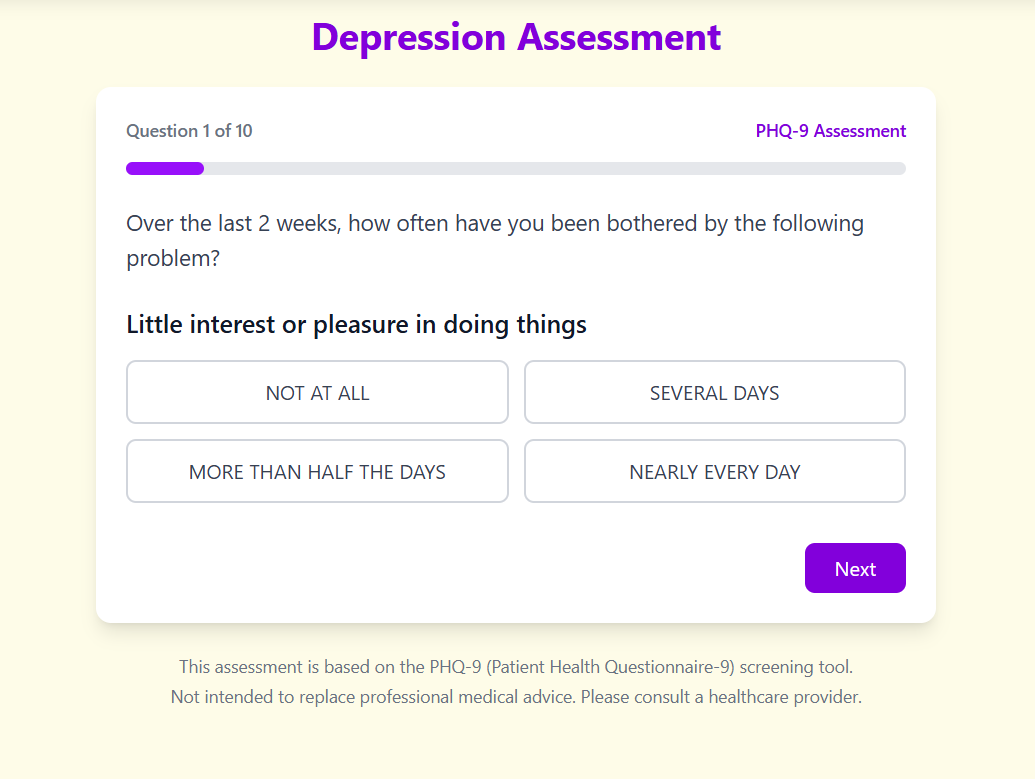 Depression Assessment
Question 1 of 10
PHQ-9 Assessment
Over the last 2 weeks, how often have you been bothered by the following
problem?
Little interest or pleasure in doing things
NOT AT ALL
SEVERAL DAYS
MORE THAN HALF THE DAYS
NEARLY EVERY DAY
Next
This assessment is based on the PHQ-9 (Patient Health Questionnaire-9) screening tool.
Not intended to replace professional medical advice. Please consult a healthcare provider.